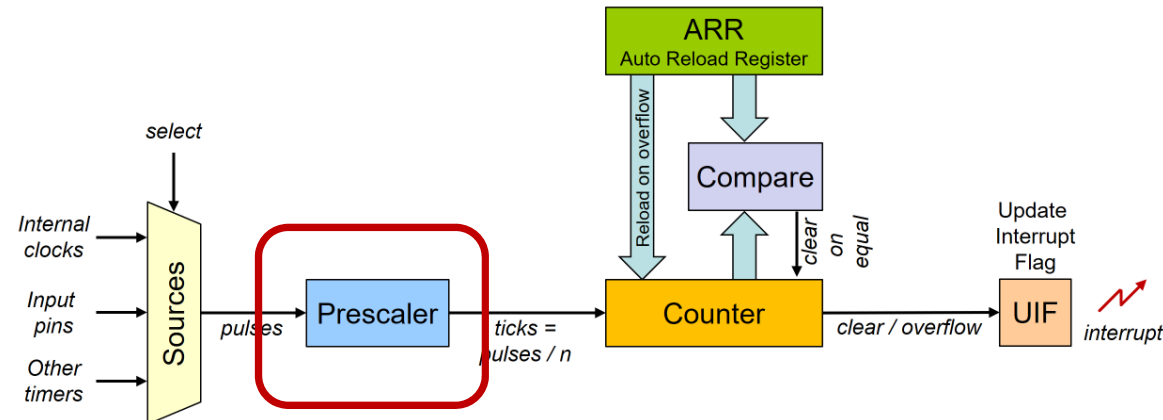 ARR
Auto Reload Register
select
Reload on overflow
Compare
Internal
clocks
clear
on
equal
Update
Interrupt
Flag
Input
pins
Sources
pulses
Prescaler
ticks =
pulses / n
Counter
clear / overflow
UIF
interrupt
Other
timers